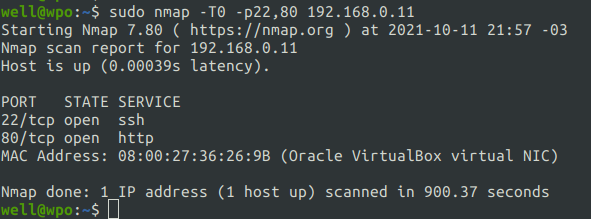 well@wpo:~$ sudo nmap -T0 -p22,80 192.168.0.11
Starting Nmap 7.80 ( https://nmap.org ) at 2021-10-11 21:57 -03
Nmap scan report for 192.168.0.11
Host is up (0.00039s latency).
PORT   STATE SERVICE
22/tcp open  ssh
80/tcp open  http
MAC Address: 08:00:27:36:26:9B (Oracle VirtualBox virtual NIC)
Nmap done: 1 IP address (1 host up) scanned in 900.37 seconds
well@wpo:~$